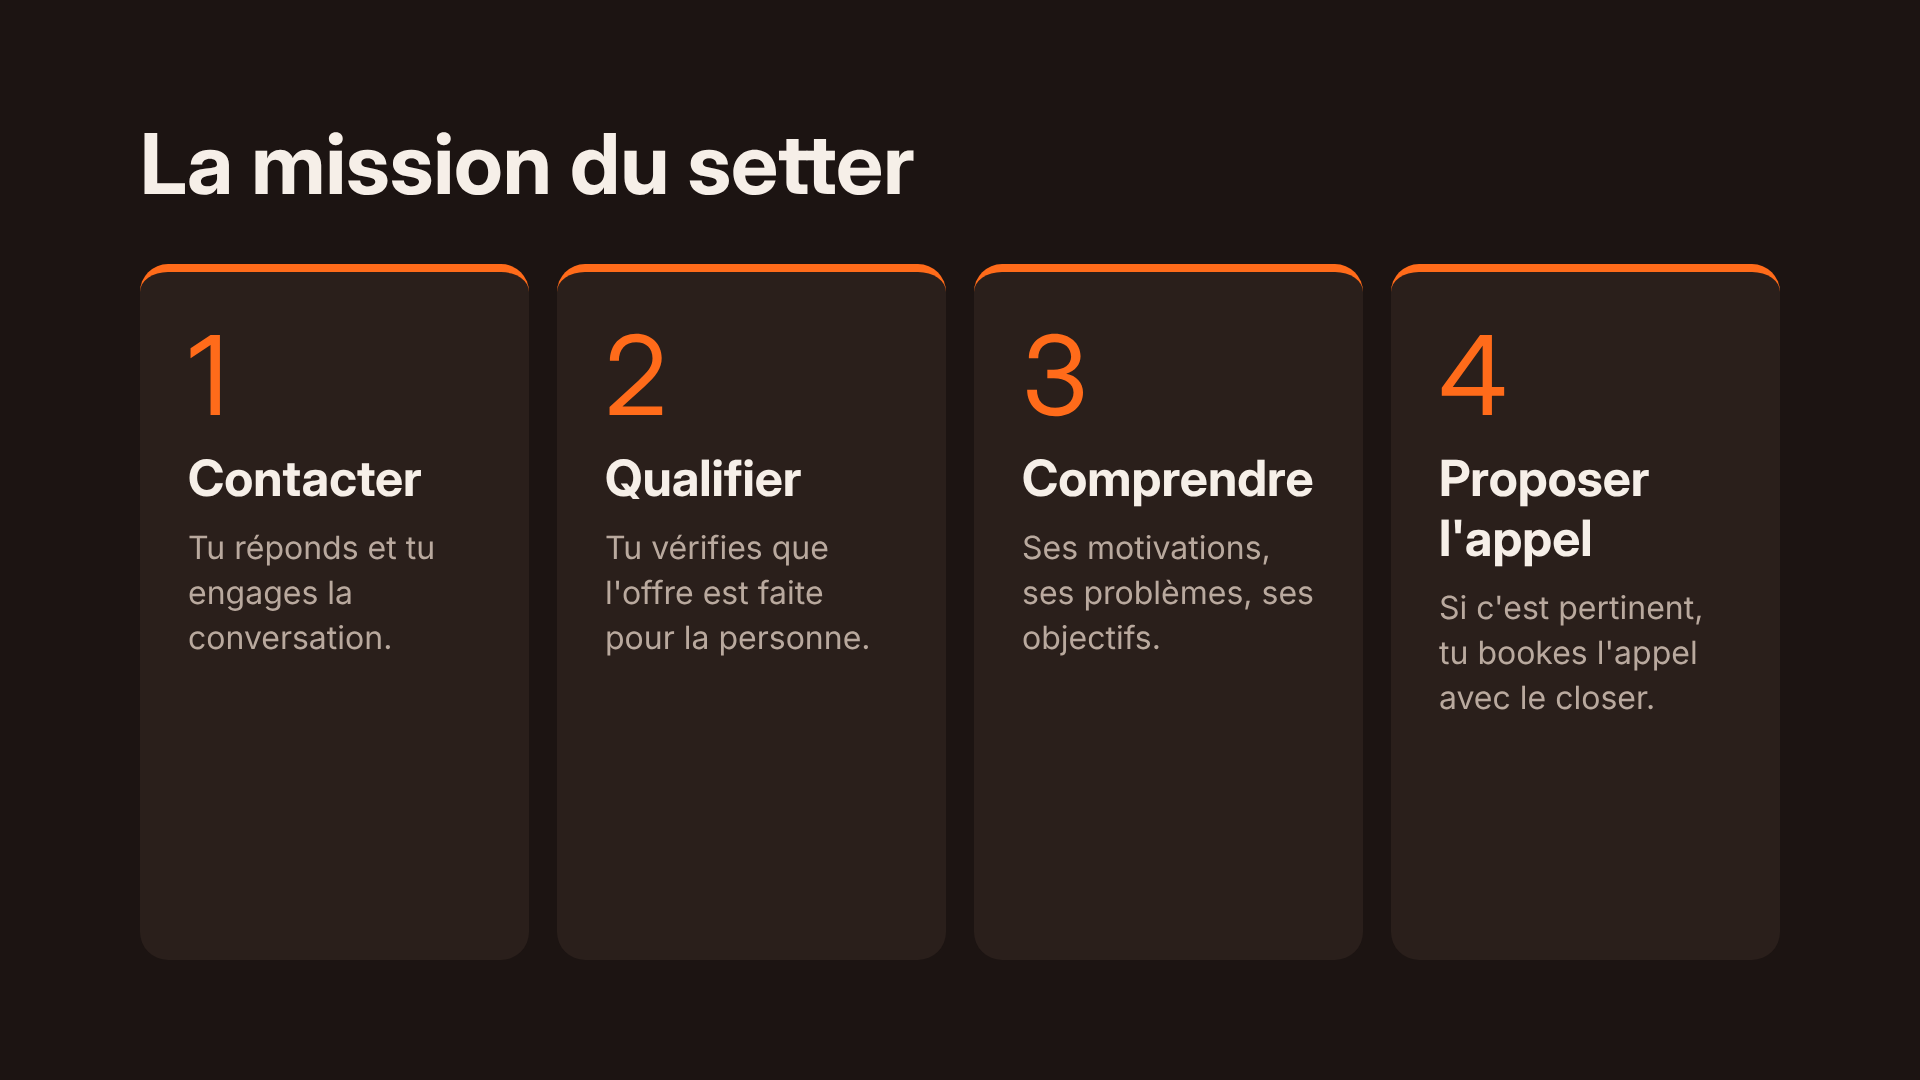 La mission du setter
1
Contacter
Tu réponds et tu
engages la
conversation.
2
Qualifier
Tu vérifies que
l'offre est faite
pour la personne.
3
Comprendre
Ses motivations,
ses problèmes, ses
objectifs.
4
Proposer
l'appel
Si c'est pertinent,
tu bookes l'appel
avec le closer.